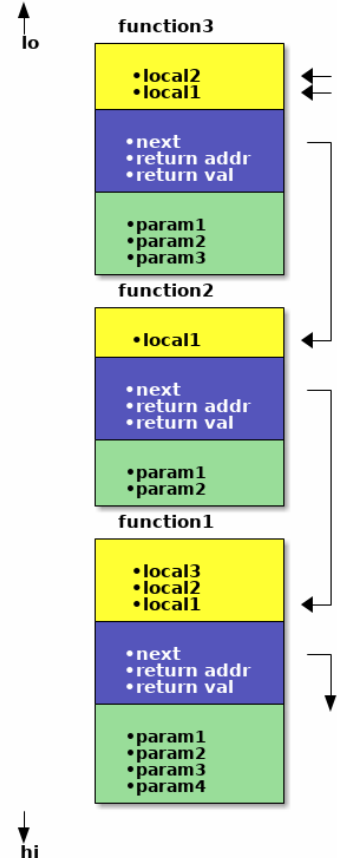 lo
function3
•local2
•local1
•next
•return addr
•return val
•param1
•param2
•param3
function2
•local1
•next
•return addr
•return val
•param1
•param2
function1
•local3
•local2
•local1
•next
•return addr
•return val
•param1
•param2
•param3
•param4
hi